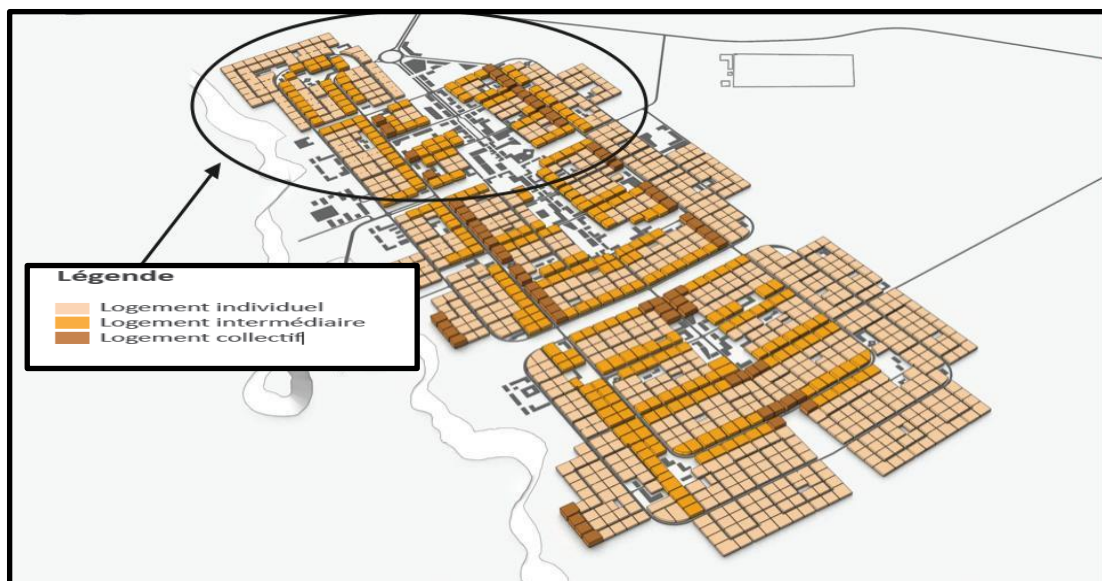 Légende
Logement individuel
Logement intermédiaire
Logement collectif